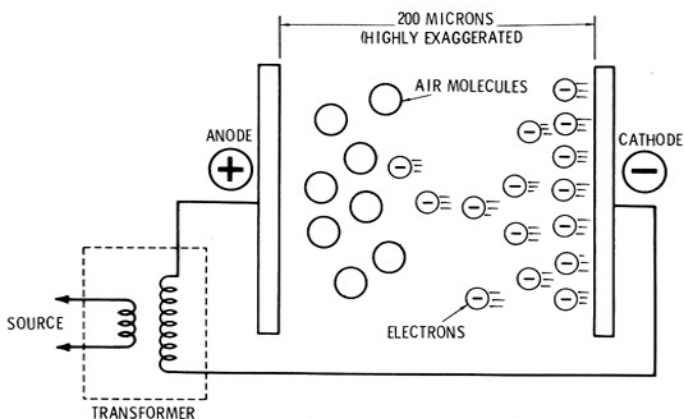 200 MICRONS
(HIGHLY EXAGGERATED
AIR MOLECULES
ANODE
+
CATHODE
−
SOURCE
ELECTRONS
TRANSFORMER